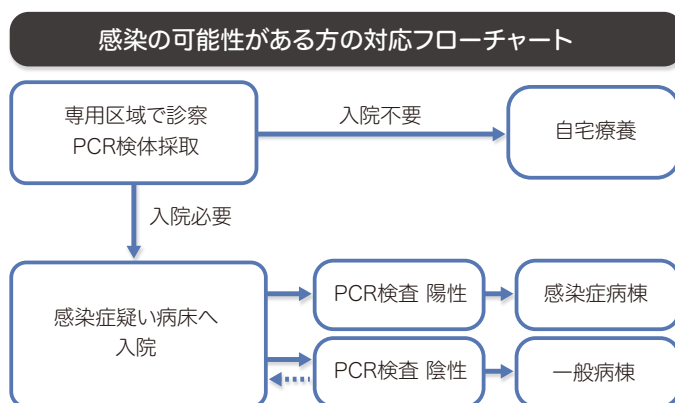 感染の可能性がある方の対応フローチャート
専用区域で診察
PCR検体採取
入院不要
自宅療養
入院必要
感染症疑い病床へ
入院
PCR検査 陽性
感染症病棟
PCR検査 陰性
一般病棟